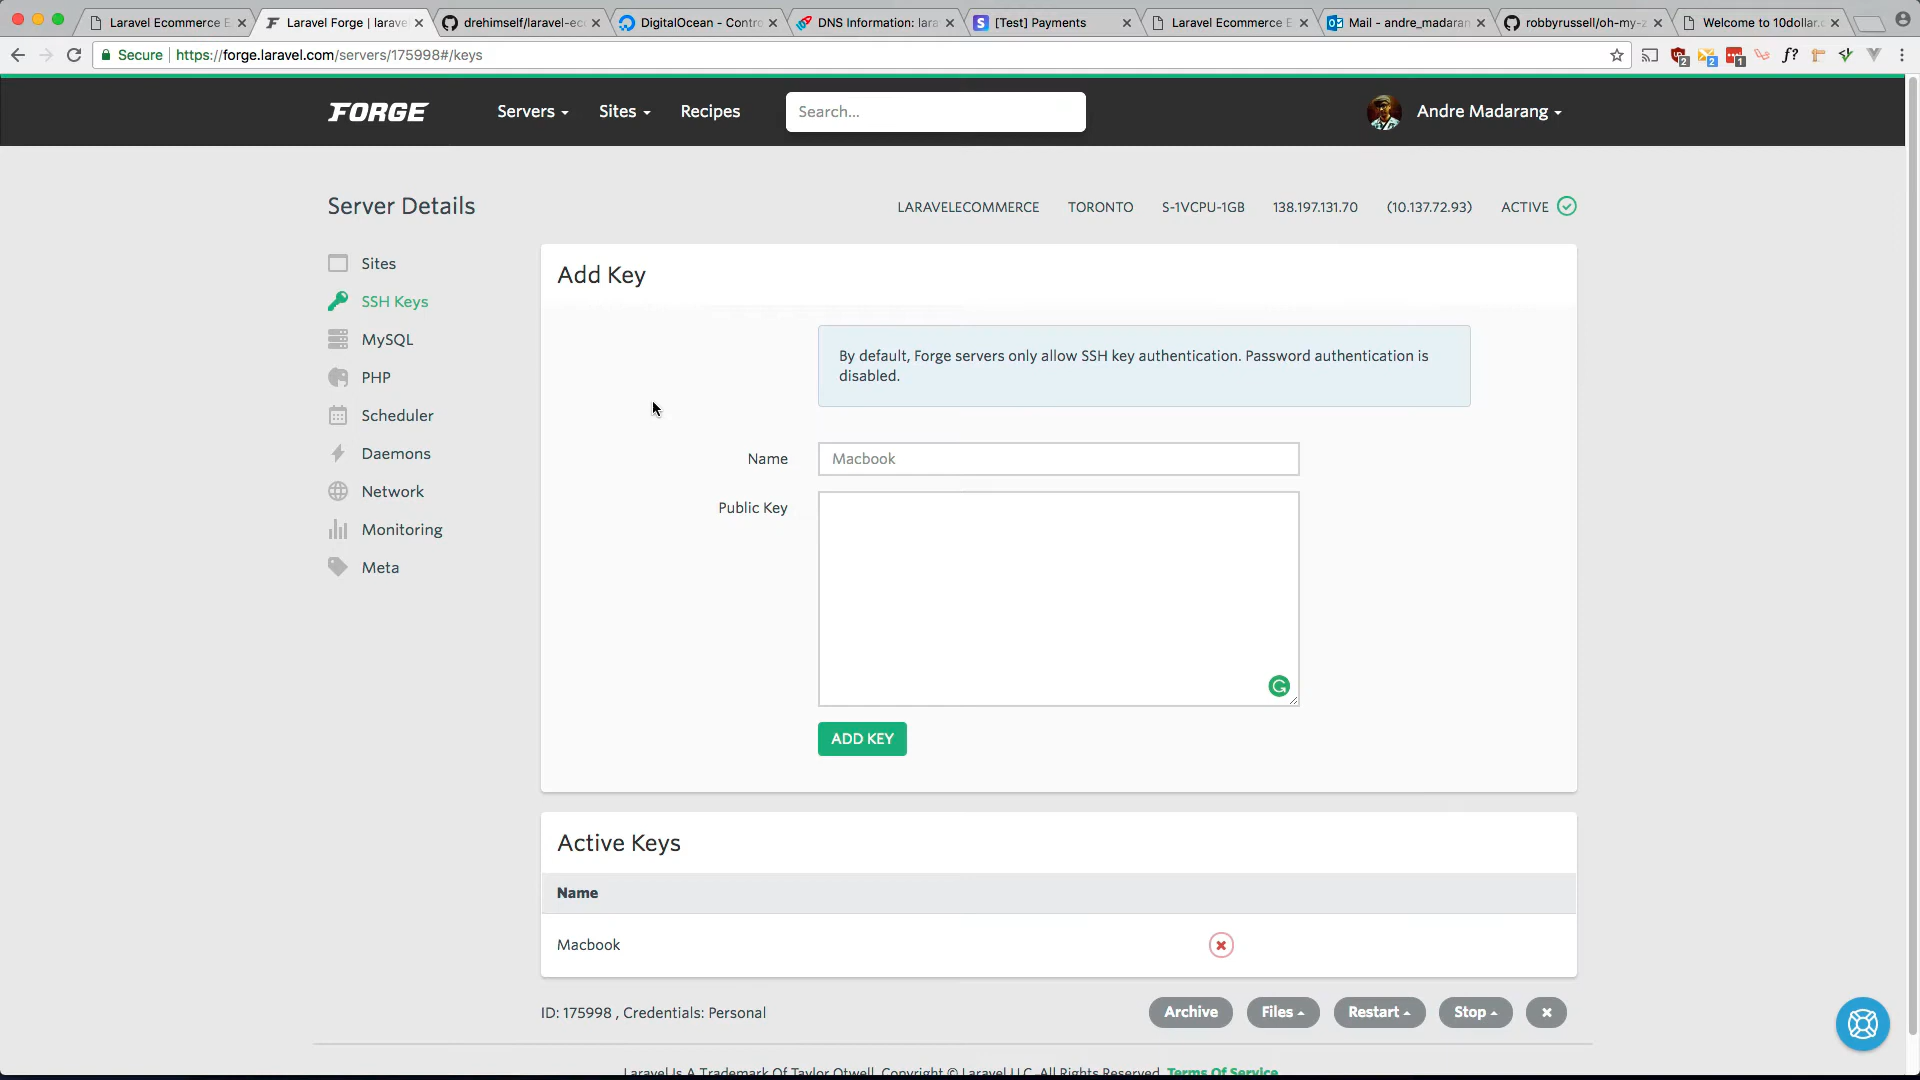 Laravel Ecommerce E
Laravel Forge | larave
drehimself/laravel-ec
DigitalOcean - Contro
DNS Information: lara
[Test] Payments
Laravel Ecommerce E
Mail - andre_madaran
robbyrussell/oh-my-z
Welcome to 10dollar.c
Secure
https://forge.laravel.com/servers/175998#/keys
2
2
1
f?
FORGE
Servers
Sites
Recipes
Search...
Andre Madarang
Server Details
LARAVELECOMMERCE
TORONTO
S-1VCPU-1GB
138.197.131.70
(10.137.72.93)
ACTIVE
Sites
SSH Keys
MySQL
PHP
Scheduler
Daemons
Network
Monitoring
Meta
Add Key
By default, Forge servers only allow SSH key authentication. Password authentication is
disabled.
Name
Macbook
Public Key
ADD KEY
Active Keys
Name
Macbook
ID: 175998 , Credentials: Personal
Archive
Files
Restart
Stop
Laravel Is A Trademark Of Taylor Otwell. Copyright © Laravel LLC. All Rights Reserved. Terms Of Service